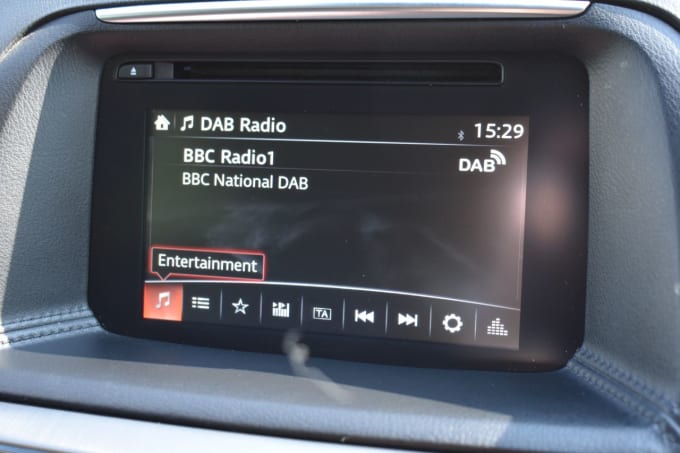 DAB Radio 15:29
BBC Radio1 DAB
BBC National DAB
Entertainment
TA